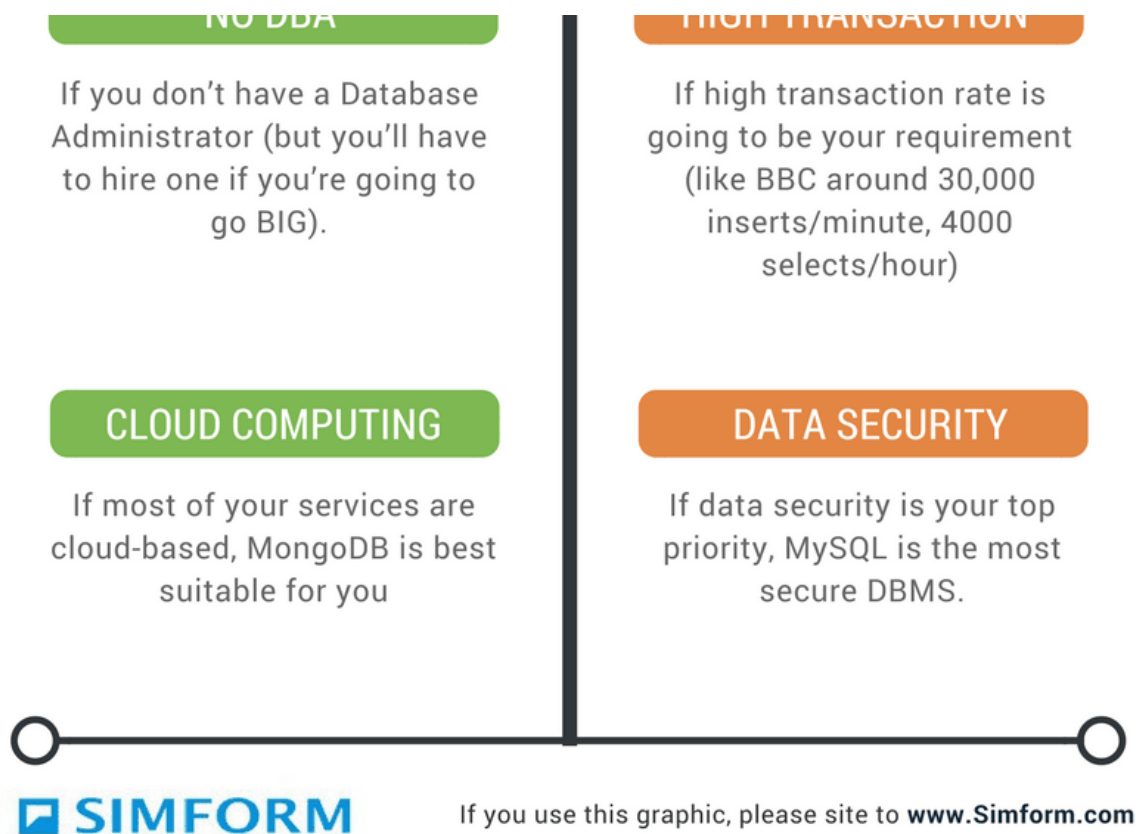 NO DBA
If you don't have a Database
Administrator (but you'll have
to hire one if you're going to
go BIG).
CLOUD COMPUTING
If most of your services are
cloud-based, MongoDB is best
suitable for you
HIGH TRANSACTION
If high transaction rate is
going to be your requirement
(like BBC around 30,000
inserts/minute, 4000
selects/hour)
DATA SECURITY
If data security is your top
priority, MySQL is the most
secure DBMS.
SIMFORM
If you use this graphic, please site to www.Simform.com